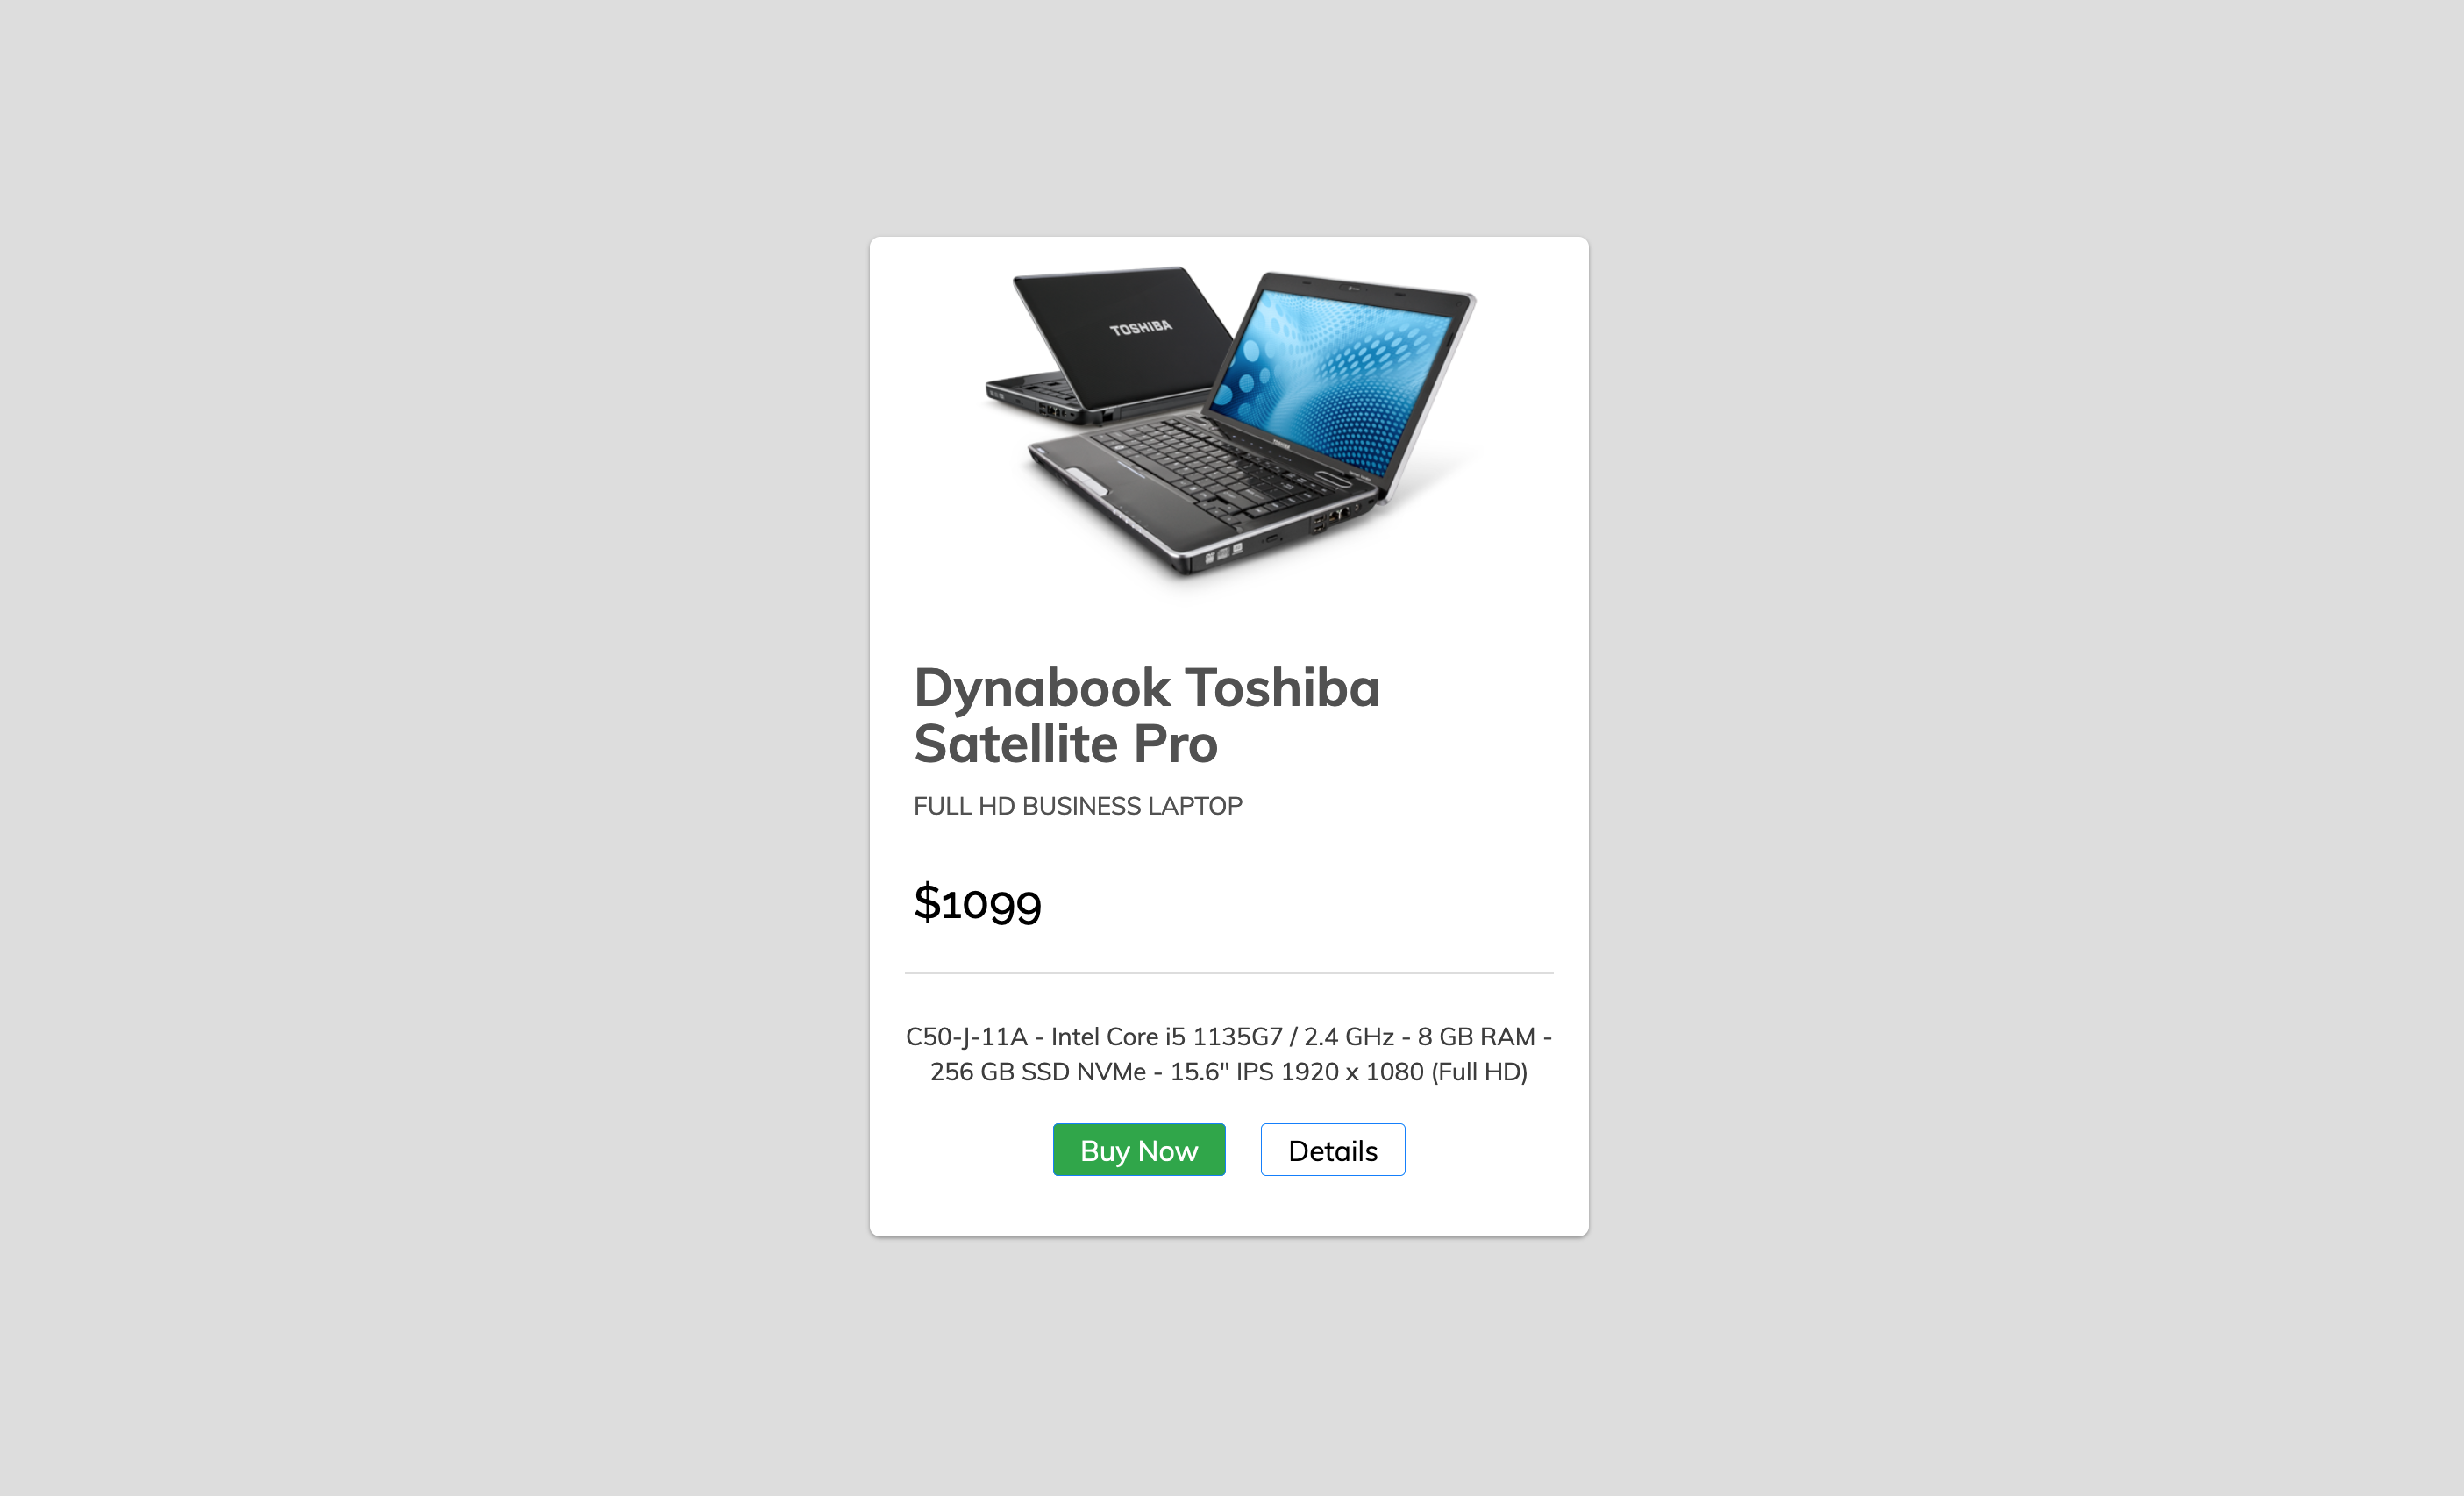 TOSHIBA
Dynabook Toshiba
Satellite Pro
FULL HD BUSINESS LAPTOP
$1099
C50-J-11A - Intel Core i5 1135G7 / 2.4 GHz - 8 GB RAM -
256 GB SSD NVMe - 15.6" IPS 1920 x 1080 (Full HD)
Buy Now
Details